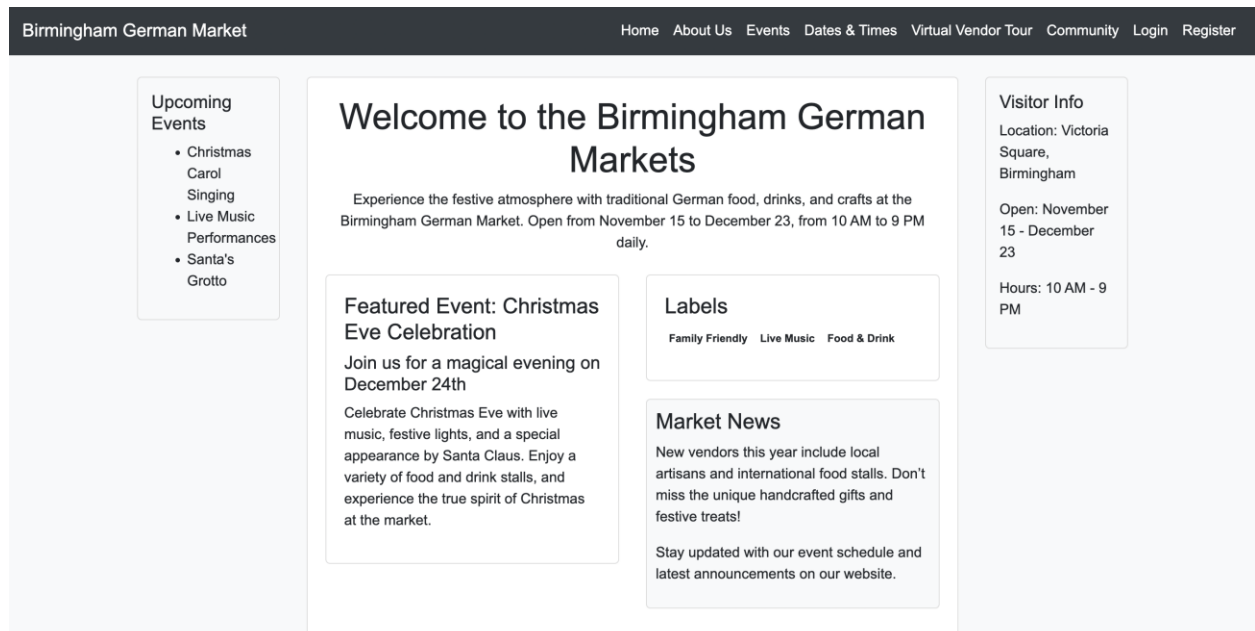 Birmingham German Market
Home About Us Events Dates & Times Virtual Vendor Tour Community Login Register
Upcoming
Events
Christmas
Carol
Singing
Live Music
Performances
Santa's
Grotto
Welcome to the Birmingham German
Markets
Experience the festive atmosphere with traditional German food, drinks, and crafts at the
Birmingham German Market. Open from November 15 to December 23, from 10 AM to 9 PM
daily.
Featured Event: Christmas
Eve Celebration
Join us for a magical evening on
December 24th
Celebrate Christmas Eve with live
music, festive lights, and a special
appearance by Santa Claus. Enjoy a
variety of food and drink stalls, and
experience the true spirit of Christmas
at the market.
Labels
Family Friendly Live Music Food & Drink
Market News
New vendors this year include local
artisans and international food stalls. Don't
miss the unique handcrafted gifts and
festive treats!
Stay updated with our event schedule and
latest announcements on our website.
Visitor Info
Location: Victoria
Square,
Birmingham
Open: November
15 - December
23
Hours: 10 AM - 9
PM